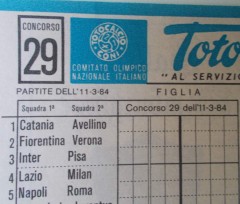 CONCORSO
29
TOTOCALCIO
CONI
COMITATO OLIMPICO
NAZIONALE ITALIANO
Toto
"AL SERVIZIO
PARTITE DELL'11-3-84
FIGLIA
Squadra 1ª Squadra 2ª Concorso 29 dell'11-3-84
1 Catania Avellino
2 Fiorentina Verona
3 Inter Pisa
4 Lazio Milan
5 Napoli Roma